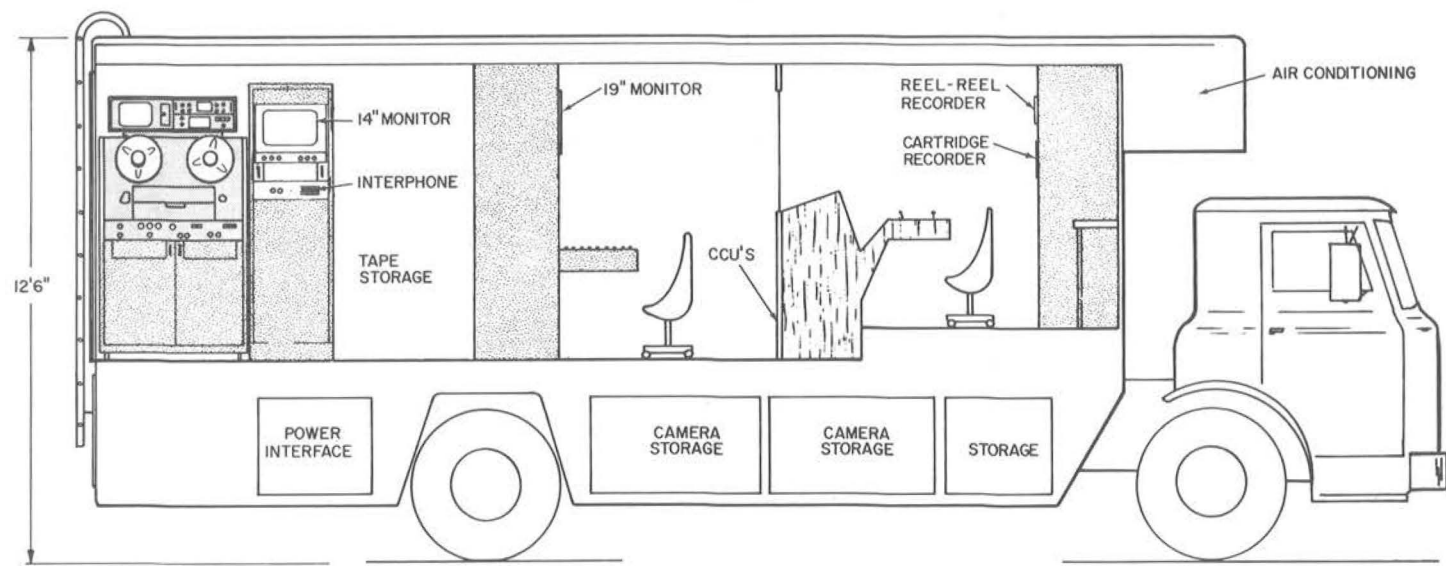 AIR CONDITIONING
REEL-REEL
RECORDER
19" MONITOR
14" MONITOR
CARTRIDGE
RECORDER
INTERPHONE
CCU'S
TAPE
STORAGE
12'6"
POWER
INTERFACE
CAMERA
STORAGE
CAMERA
STORAGE
STORAGE